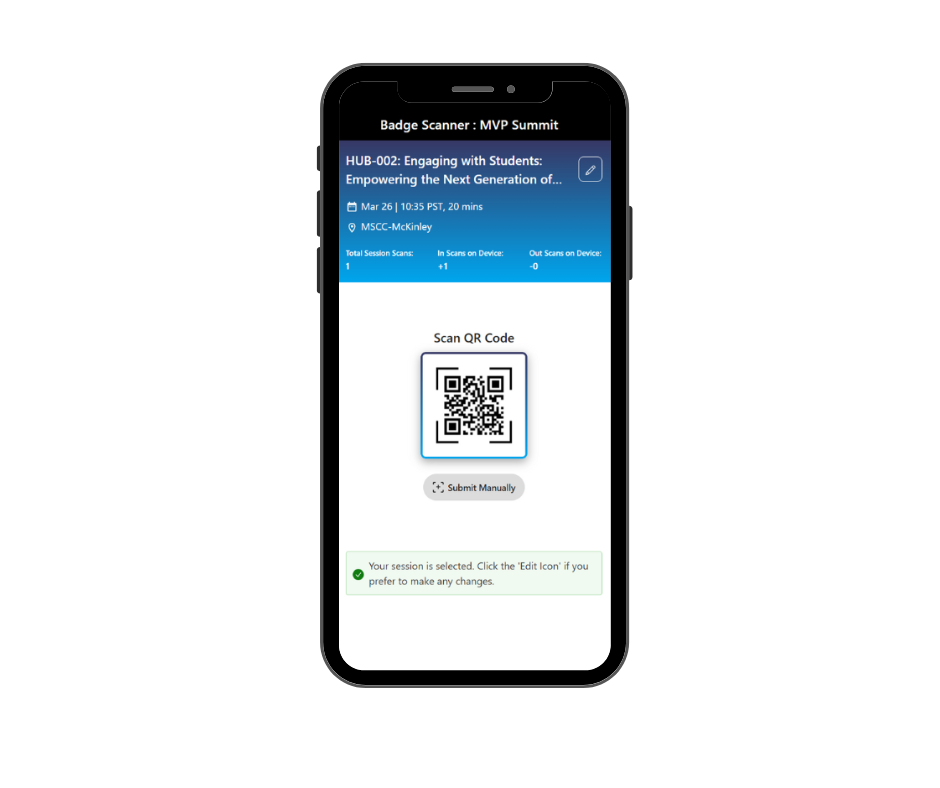 Badge Scanner : MVP Summit
HUB-002: Engaging with Students:
Empowering the Next Generation of...
Mar 26 | 10:35 PST, 20 mins
MSCC-McKinley
Total Session Scans: In Scans on Device: Out Scans on Device:
1 +1 -0
Scan QR Code
Submit Manually
Your session is selected. Click the 'Edit Icon' if you
prefer to make any changes.